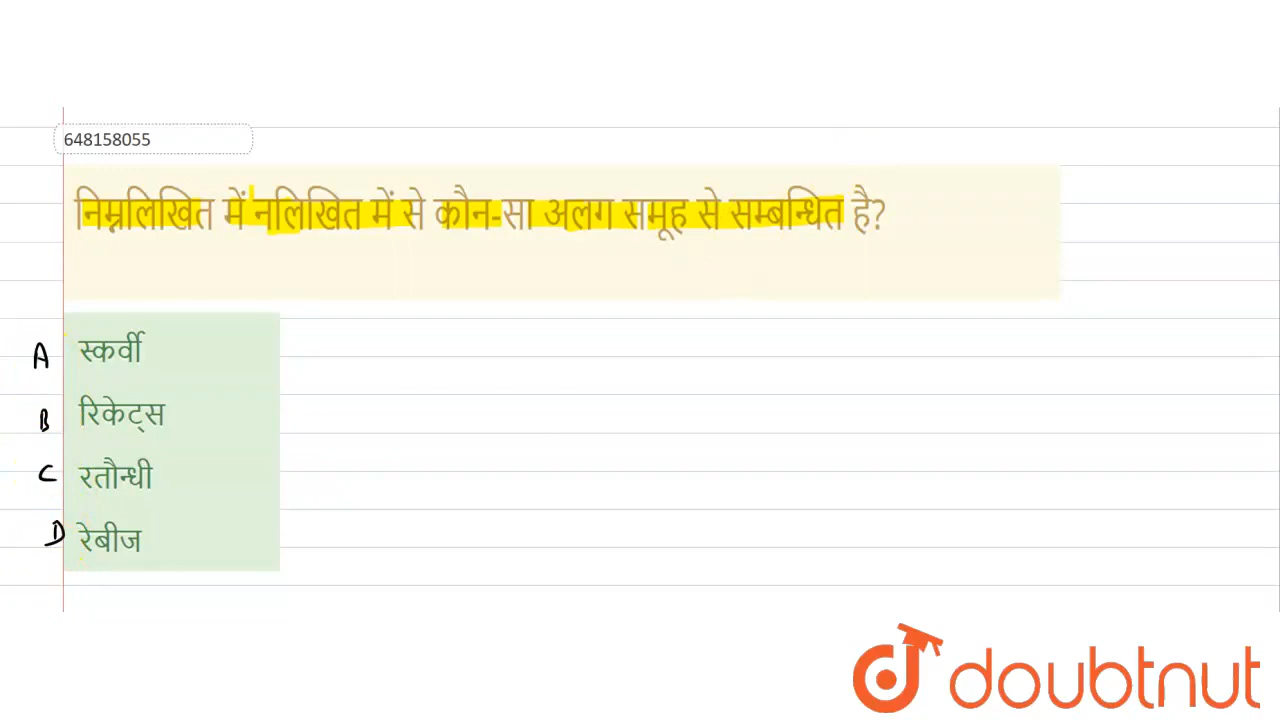 648158055
निम्नलिखित में नलिखित में से कौन-सा अलग समूह से सम्बन्धित है?
A स्कर्वी
B रिकेट्स
C रतौन्धी
D रेबीज
doubtnut